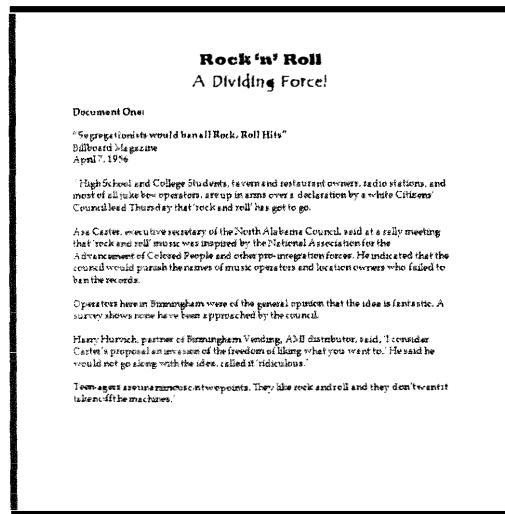 Rock 'n' Roll
A Dividing Force!
Document One:
"Segregationists would ban all Rock, Roll Hits"
Billboard Magazine
April 7, 1956
'High School and College Students, tavern and restaurant owners, radio stations, and
most of all juke box operators, are up in arms over a declaration by a white Citizens'
Council lead Thursday that 'rock and roll' has got to go.
Asa Carter, executive secretary of the North Alabama Council, said at a rally meeting
that 'rock and roll' music was inspired by the National Association for the
Advancement of Colored People and other pro-integration forces. He indicated that the
council would punish the names of music operators and location owners who failed to
ban the records.
Operators here in Birmingham were of the general opinion that the idea is fantastic. A
survey shows none have been approached by the council.
Harry Hurvich, partner of Birmingham Vending, AMI distributor, said, 'I consider
Carter's proposal an invasion of the freedom of liking what you want to.' He said he
would not go along with the idea, called it 'ridiculous.'
Teen-agers are unanimous on two points. They like rock and roll and they don't want it
taken off the machines.'